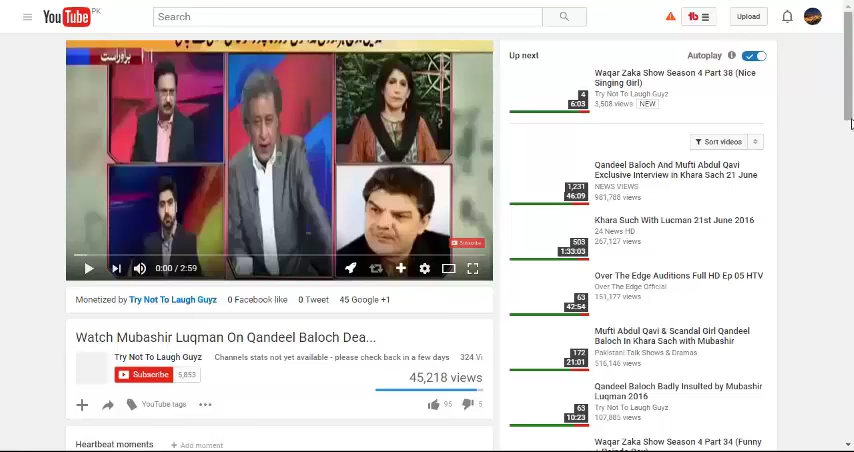 YouTube PK
Search
Upload
براہ راست
Subscribe
0:00 / 2:59
Monetized by Try Not To Laugh Guyz 0 Facebook like 0 Tweet 45 Google +1
Watch Mubashir Luqman On Qandeel Baloch Dea...
Try Not To Laugh Guyz Channels stats not yet available - please check back in a few days 324 Vi
Subscribe 5,853
45,218 views
YouTube tags
95 5
Heartbeat moments Add moment
Up next Autoplay
Waqar Zaka Show Season 4 Part 38 (Nice
Singing Girl)
Try Not To Laugh Guyz
3,508 views NEW
4
6:03
Sort videos
Qandeel Baloch And Mufti Abdul Qavi
Exclusive Interview in Khara Sach 21 June
NEWS VIEWS
981,788 views
1,231
46:09
Khara Such With Lucman 21st June 2016
24 News HD
267,127 views
503
1:33:03
Over The Edge Auditions Full HD Ep 05 HTV
Over The Edge Official
151,177 views
63
42:54
Mufti Abdul Qavi & Scandal Girl Qandeel
Baloch In Khara Sach with Mubashir
Pakistani Talk Shows & Dramas
516,146 views
172
21:01
Qandeel Baloch Badly Insulted by Mubashir
Luqman 2016
Try Not To Laugh Guyz
107,885 views
63
10:23
Waqar Zaka Show Season 4 Part 34 (Funny